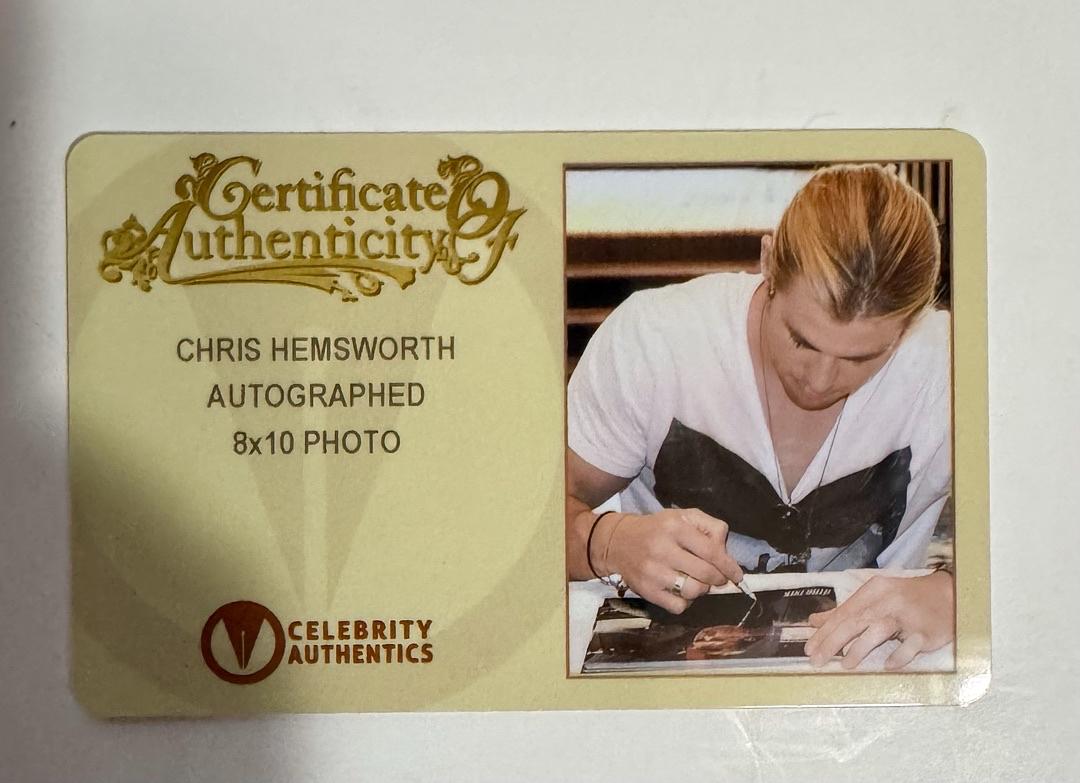 Certificate Of
Authenticity
CHRIS HEMSWORTH
AUTOGRAPHED
8x10 PHOTO
CELEBRITY
AUTHENTICS